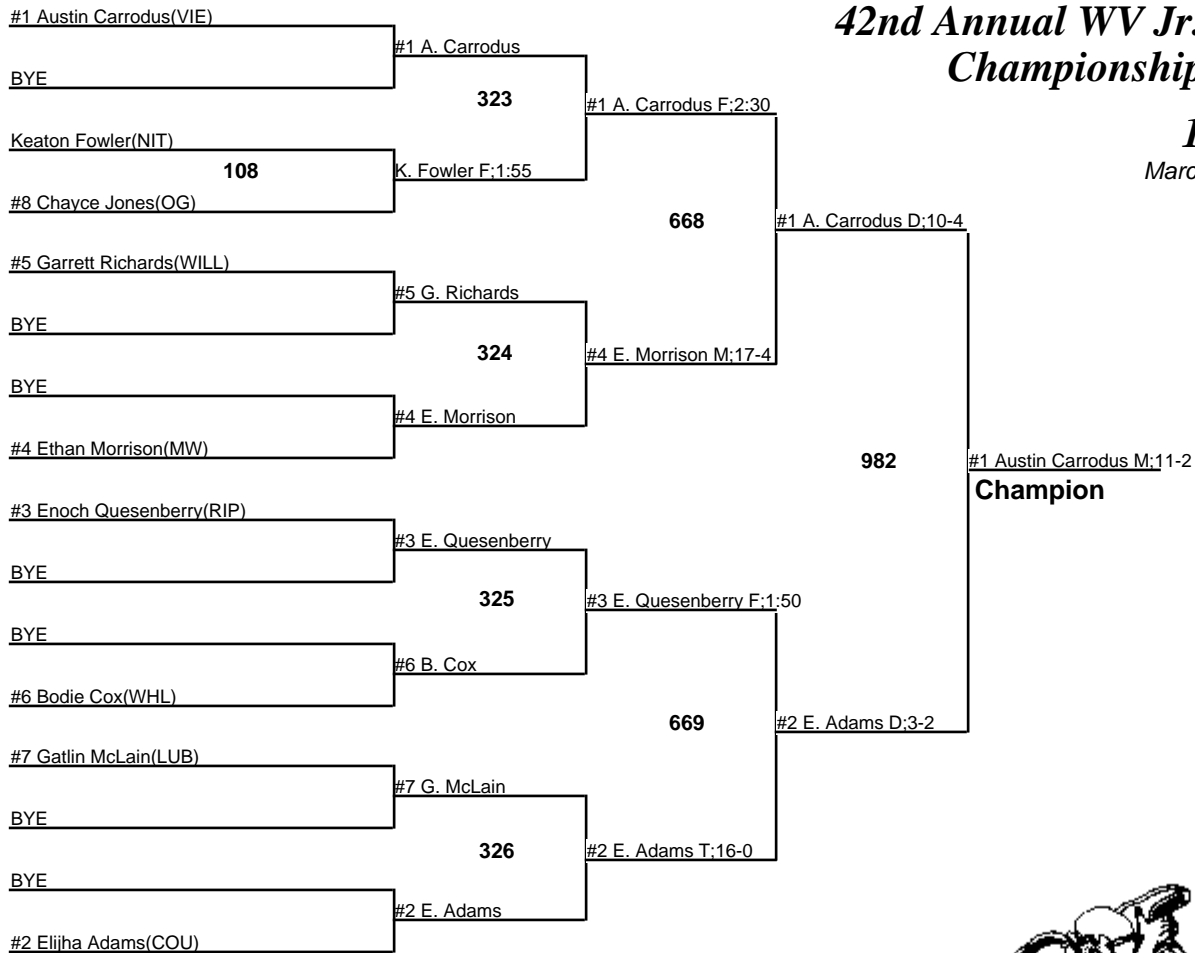 42nd Annual WV Jr.
Championship
Marc
#1 Austin Carrodus(VIE)
BYE
Keaton Fowler(NIT)
108
#8 Chayce Jones(OG)
#5 Garrett Richards(WILL)
BYE
BYE
#4 Ethan Morrison(MW)
#3 Enoch Quesenberry(RIP)
BYE
BYE
#6 Bodie Cox(WHL)
#7 Gatlin McLain(LUB)
BYE
BYE
#2 Elijha Adams(COU)
#1 A. Carrodus
323
K. Fowler F;1:55
#5 G. Richards
324
#4 E. Morrison
#3 E. Quesenberry
325
#6 B. Cox
#7 G. McLain
326
#2 E. Adams
#1 A. Carrodus F;2:30
668
#4 E. Morrison M;17-4
#3 E. Quesenberry F;1:50
669
#2 E. Adams T;16-0
#1 A. Carrodus D;10-4
982
#2 E. Adams D;3-2
#1 Austin Carrodus M;11-2
Champion